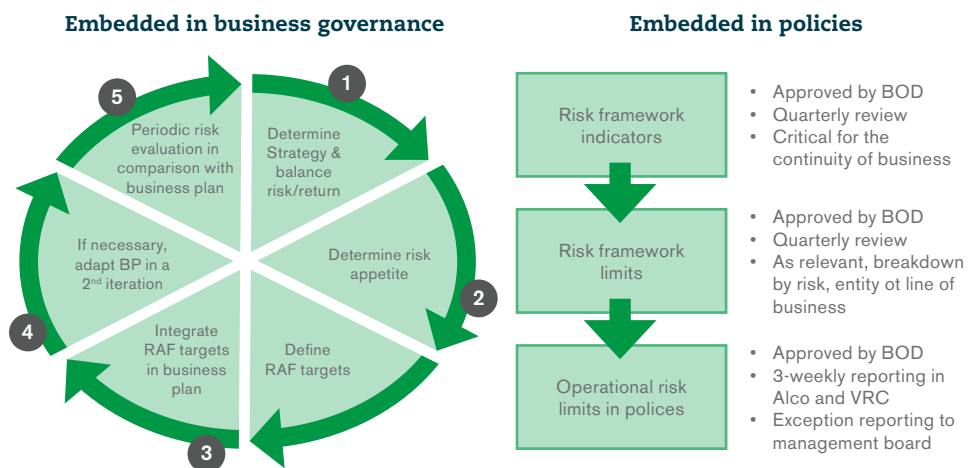 Embedded in business governance
1
Determine
Strategy &
balance
risk/return
2
Determine risk
appetite
Define
RAF targets
3
Integrate
RAF targets
in business
plan
4
If necessary,
adapt BP in a
2nd iteration
5
Periodic risk
evaluation in
comparison with
business plan
Embedded in policies
Risk framework
indicators
• Approved by BOD
• Quarterly review
• Critical for the
continuity of business
Risk framework
limits
• Approved by BOD
• Quarterly review
• As relevant, breakdown
by risk, entity ot line of
business
Operational risk
limits in polices
• Approved by BOD
• 3-weekly reporting in
Alco and VRC
• Exception reporting to
management board